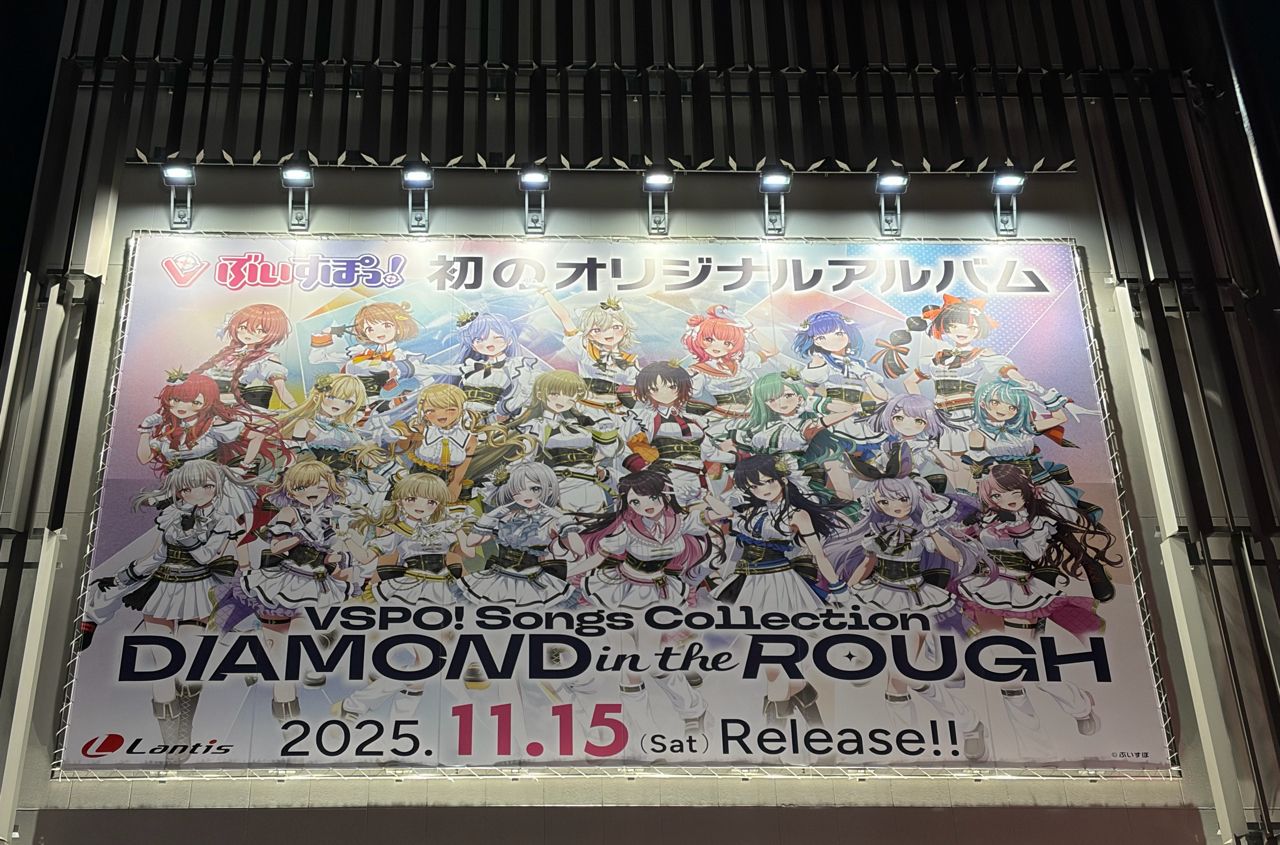 ぶいすぽっ! 初のオリジナルアルバム
VSPO! Songs Collection
DIAMOND in the ROUGH
Lantis 2025.11.15 (Sat) Release!!
© ぶいすぽ